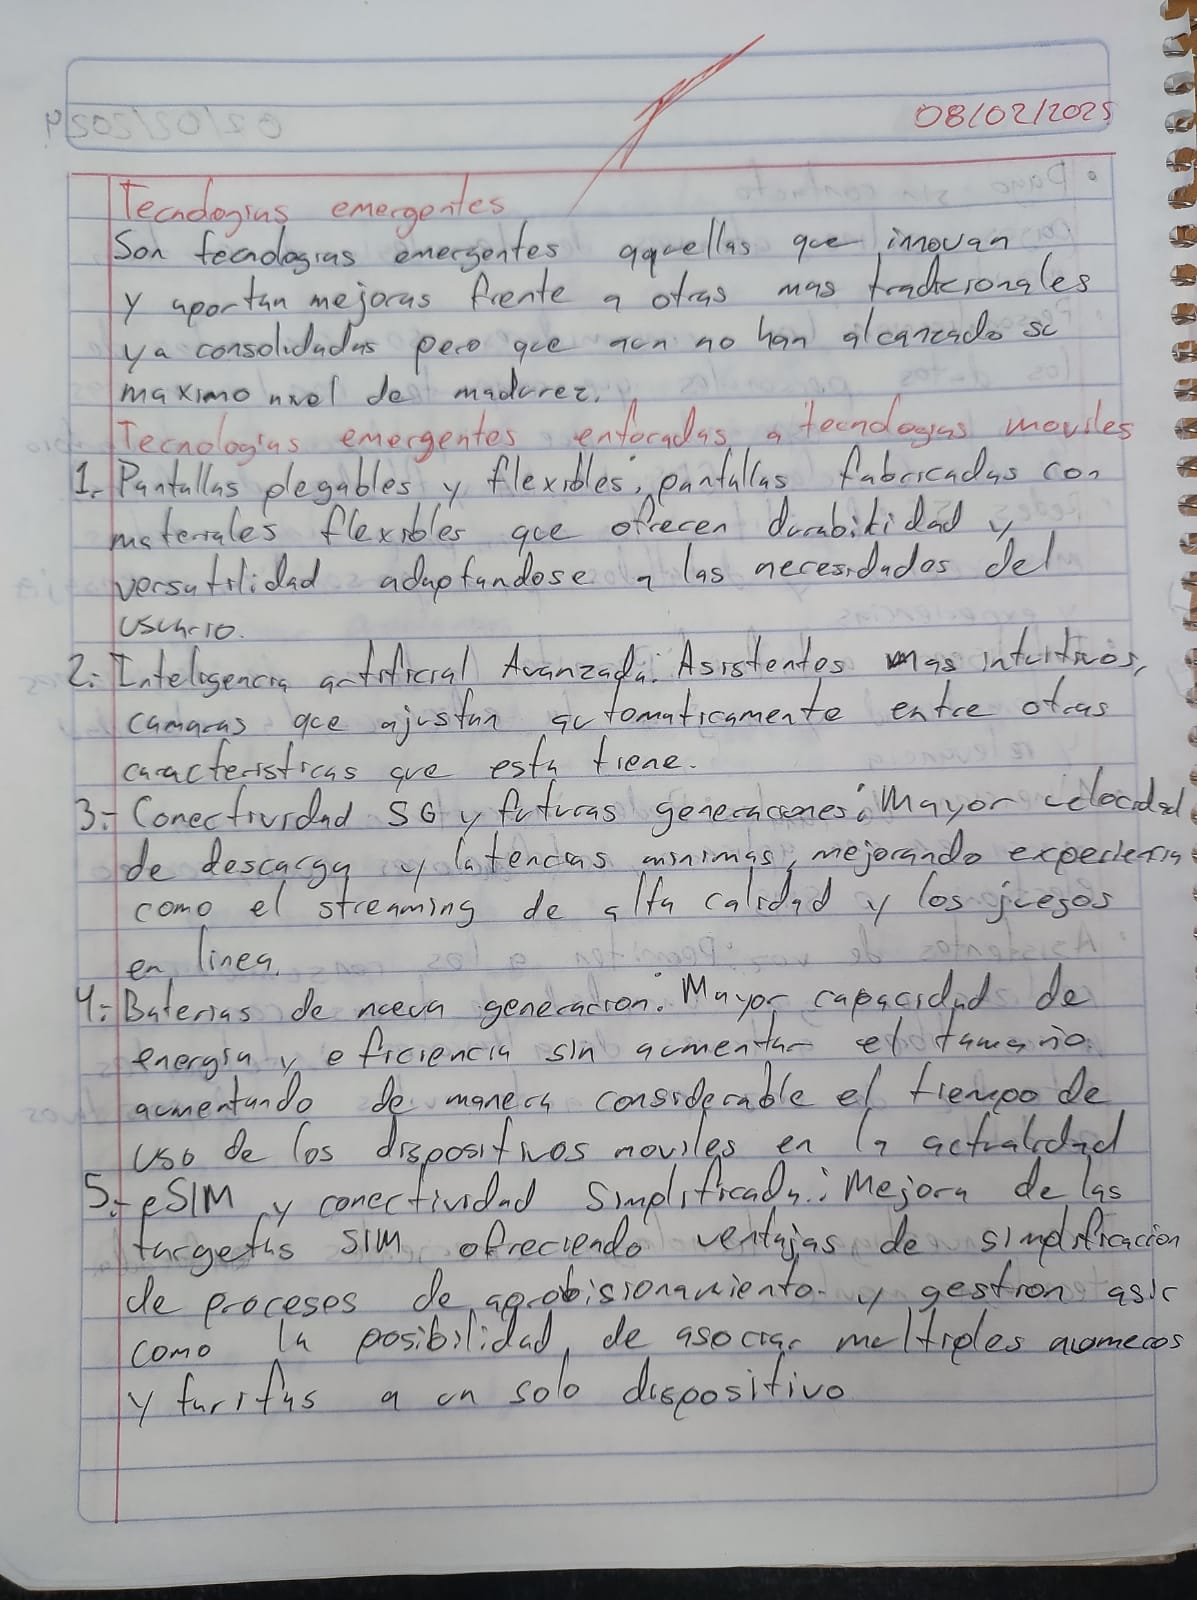 08/02/2025
Tecnologias emergentes
Son tecnologias emergentes aquellas que innovan
y aportan mejoras frente a otras mas tradicionales
ya consolidadas pero que aun no han alcanzado su
maximo nivel de madurez.
Tecnologias emergentes enfocadas a tecnologias moviles
1.- Pantallas plegables y flexibles: pantallas fabricadas con
materiales flexibles que ofrecen durabilidad y
versatilidad adaptandose a las necesidades del
usuario.
2.- Inteligencia artificial Avanzada: Asistentes mas intuitivos,
camaras que ajustan automaticamente entre otras
caracteristicas que esta tiene.
3.- Conectividad 5G y futuras generaciones: Mayor velocidad
de descarga y latencias minimas, mejorando experiencia
como el streaming de alta calidad y los juegos
en linea.
4.- Baterias de nueva generacion: Mayor capacidad de
energia y eficiencia sin aumentar el tamaño
aumentando de manera considerable el tiempo de
uso de los dispositivos moviles en la actualidad
5.- eSIM y conectividad simplificada: Mejora de las
targetas SIM ofreciendo ventajas de simplificacion
de proceses de aprobisionamiento y gestion asi
como la posibilidad de asociar multiples numeros
y tarifas a un solo dispositivo